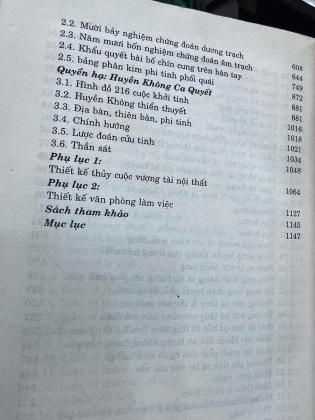 2.2. Mười bảy nghiệm chứng đoán dương trạch 608
2.3. Năm mươi bốn nghiệm chứng đoán âm trạch 644
2.4. Khẩu quyết bài bố chín cung trên bàn tay 749
2.5. bảng phân kim phi tinh phối quái 872
Quyển hạ: Huyền Không Ca Quyết 881
3.1. Hình đồ 216 cuộc khởi tinh 881
3.2. Huyền Không thiển thuyết 1016
3.3. Địa bàn, thiên bàn, phi tinh 1018
3.4. Chính hướng 1021
3.5. Lược đoán cửu tinh 1034
3.6. Thần sát 1048
Phụ lục 1:
Thiết kế thủy cuộc vượng tài nội thất 1064
Phụ lục 2:
Thiết kế văn phòng làm việc 1127
Sách tham khảo 1145
Mục lục 1147